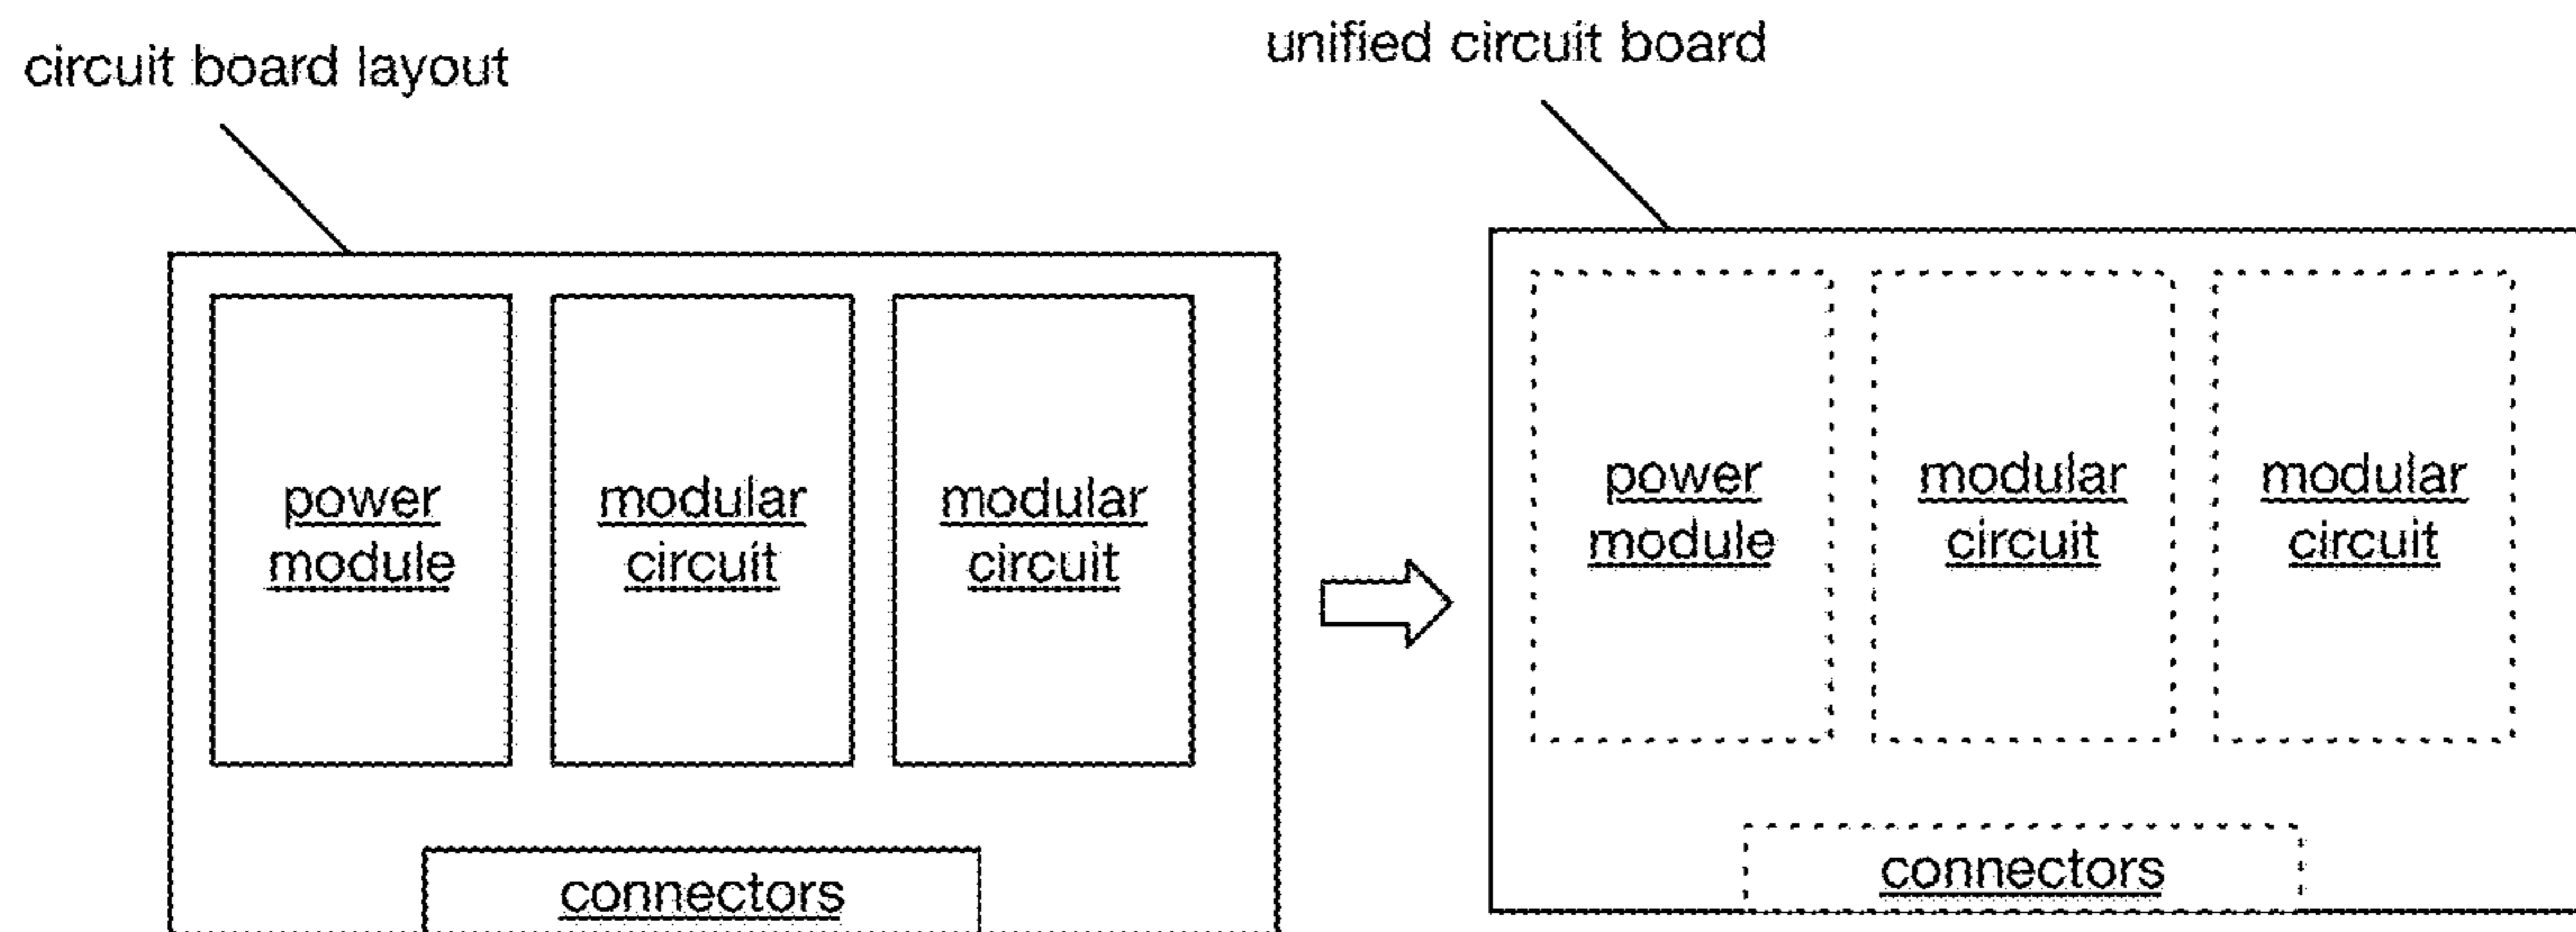 circuit board layout
unified circuit board
power
module
modular
circuit
modular
circuit
connectors
power
module
modular
circuit
modular
circuit
connectors